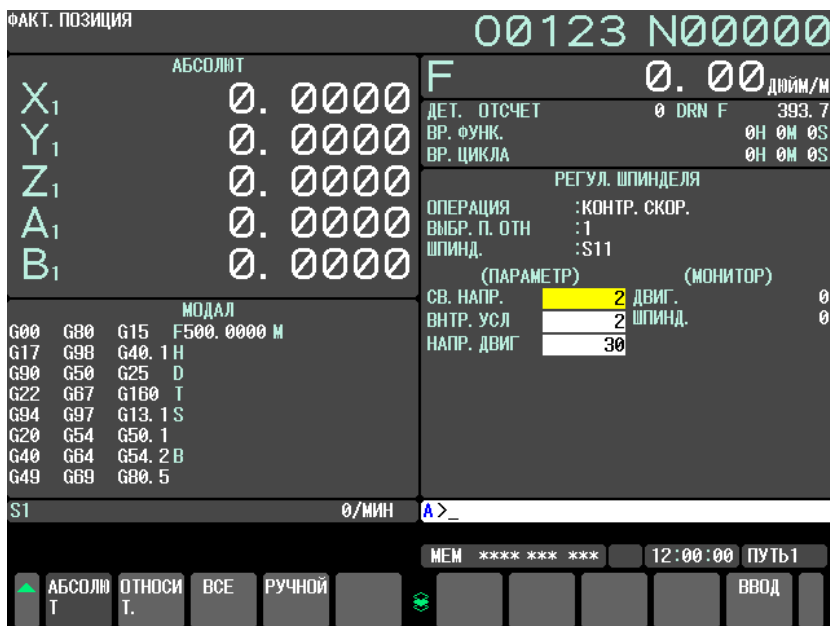 ФАКТ. ПОЗИЦИЯ
O0123 N00000
АБСОЛЮТ
X1 0. 0000
Y1 0. 0000
Z1 0. 0000
A1 0. 0000
B1 0. 0000
F 0. 00 ДЮЙМ/М
ДЕТ. ОТСЧЕТ 0 DRN F 393. 7
ВР. ФУНК. 0H 0M 0S
ВР. ЦИКЛА 0H 0M 0S
РЕГУЛ. ШПИНДЕЛЯ
ОПЕРАЦИЯ :КОНТР. СКОР.
ВЫБР. П. ОТН :1
ШПИНД. :S11
(ПАРАМЕТР) (МОНИТОР)
СВ. НАПР. 2 ДВИГ. 0
ВНТР. УСЛ 2 ШПИНД. 0
НАПР. ДВИГ 30
МОДАЛ
G00 G80 G15 F500. 0000 M
G17 G98 G40. 1 H
G90 G50 G25 D
G22 G67 G160 T
G94 G97 G13. 1 S
G20 G54 G50. 1
G40 G64 G54. 2 B
G49 G69 G80. 5
S1 0/МИН
A >_
MEM **** *** *** 12:00:00 ПУТЬ1
АБСОЛЮ ОТНОСИ ВСЕ РУЧНОЙ ВВОД
Т Т.